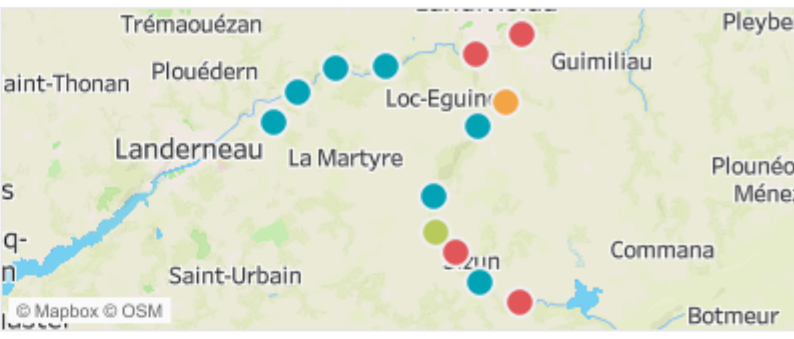 Trémaouézan
Pleybe
Guimiliau
Plouédern
aint-Thonan
Loc-Eguin
Landerneau
La Martyre
Plounéo
Ménez
s
q-
n
Commana
Saint-Urbain
© Mapbox © OSM
Botmeur